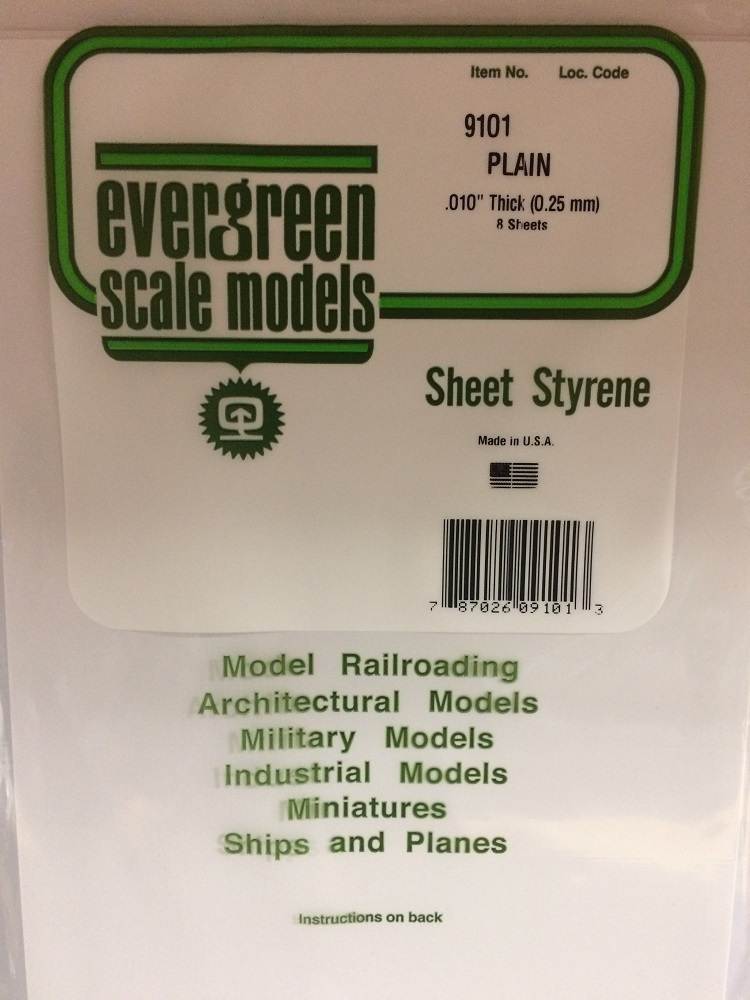 Item No. Loc. Code
9101
PLAIN
.010" Thick (0.25 mm)
8 Sheets
evergreen
scale models
Sheet Styrene
Made in U.S.A.
7 87026 09101 3
Model Railroading
Architectural Models
Military Models
Industrial Models
Miniatures
Ships and Planes
Instructions on back